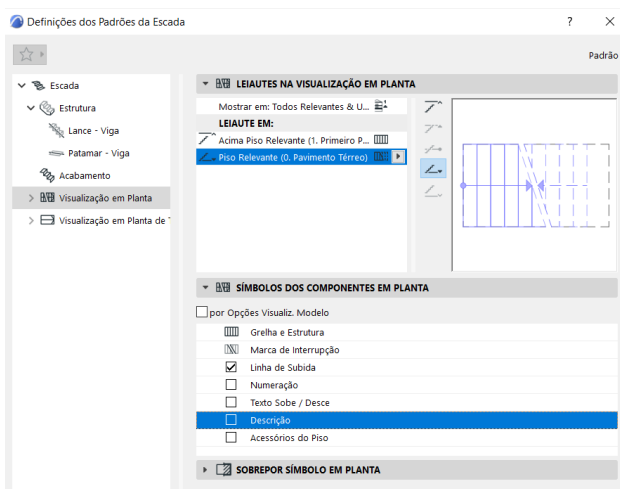 Definições dos Padrões da Escada
?
Padrão
Escada
Estrutura
Lance - Viga
Patamar - Viga
Acabamento
Visualização em Planta
Visualização em Planta de
LEIAUTES NA VISUALIZAÇÃO EM PLANTA
Mostrar em: Todos Relevantes & U...
LEIAUTE EM:
Acima Piso Relevante (1. Primeiro P...
Piso Relevante (0. Pavimento Térreo)
SÍMBOLOS DOS COMPONENTES EM PLANTA
por Opções Visualiz. Modelo
Grelha e Estrutura
Marca de Interrupção
Linha de Subida
Numeração
Texto Sobe / Desce
Descrição
Acessórios do Piso
SOBREPOR SÍMBOLO EM PLANTA